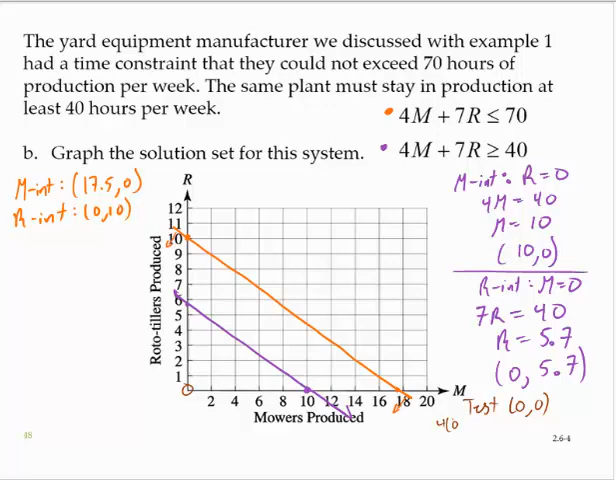 The yard equipment manufacturer we discussed with example 1
had a time constraint that they could not exceed 70 hours of
production per week. The same plant must stay in production at
least 40 hours per week.
• 4M + 7R ≤ 70
b. Graph the solution set for this system.
• 4M + 7R ≥ 40
M-int: (17.5,0)
R-int: (0,10)
M-int: R=0
4M = 40
M = 10
(10,0)
R-int: M=0
7R = 40
R = 5.7
(0, 5.7)
Test (0,0)
4(0
R
12
11
10
9
8
7
6
5
4
3
2
1
0
Roto-tillers Produced
2 4 6 8 10 12 14 16 18 20
M
Mowers Produced
48
2.6-4